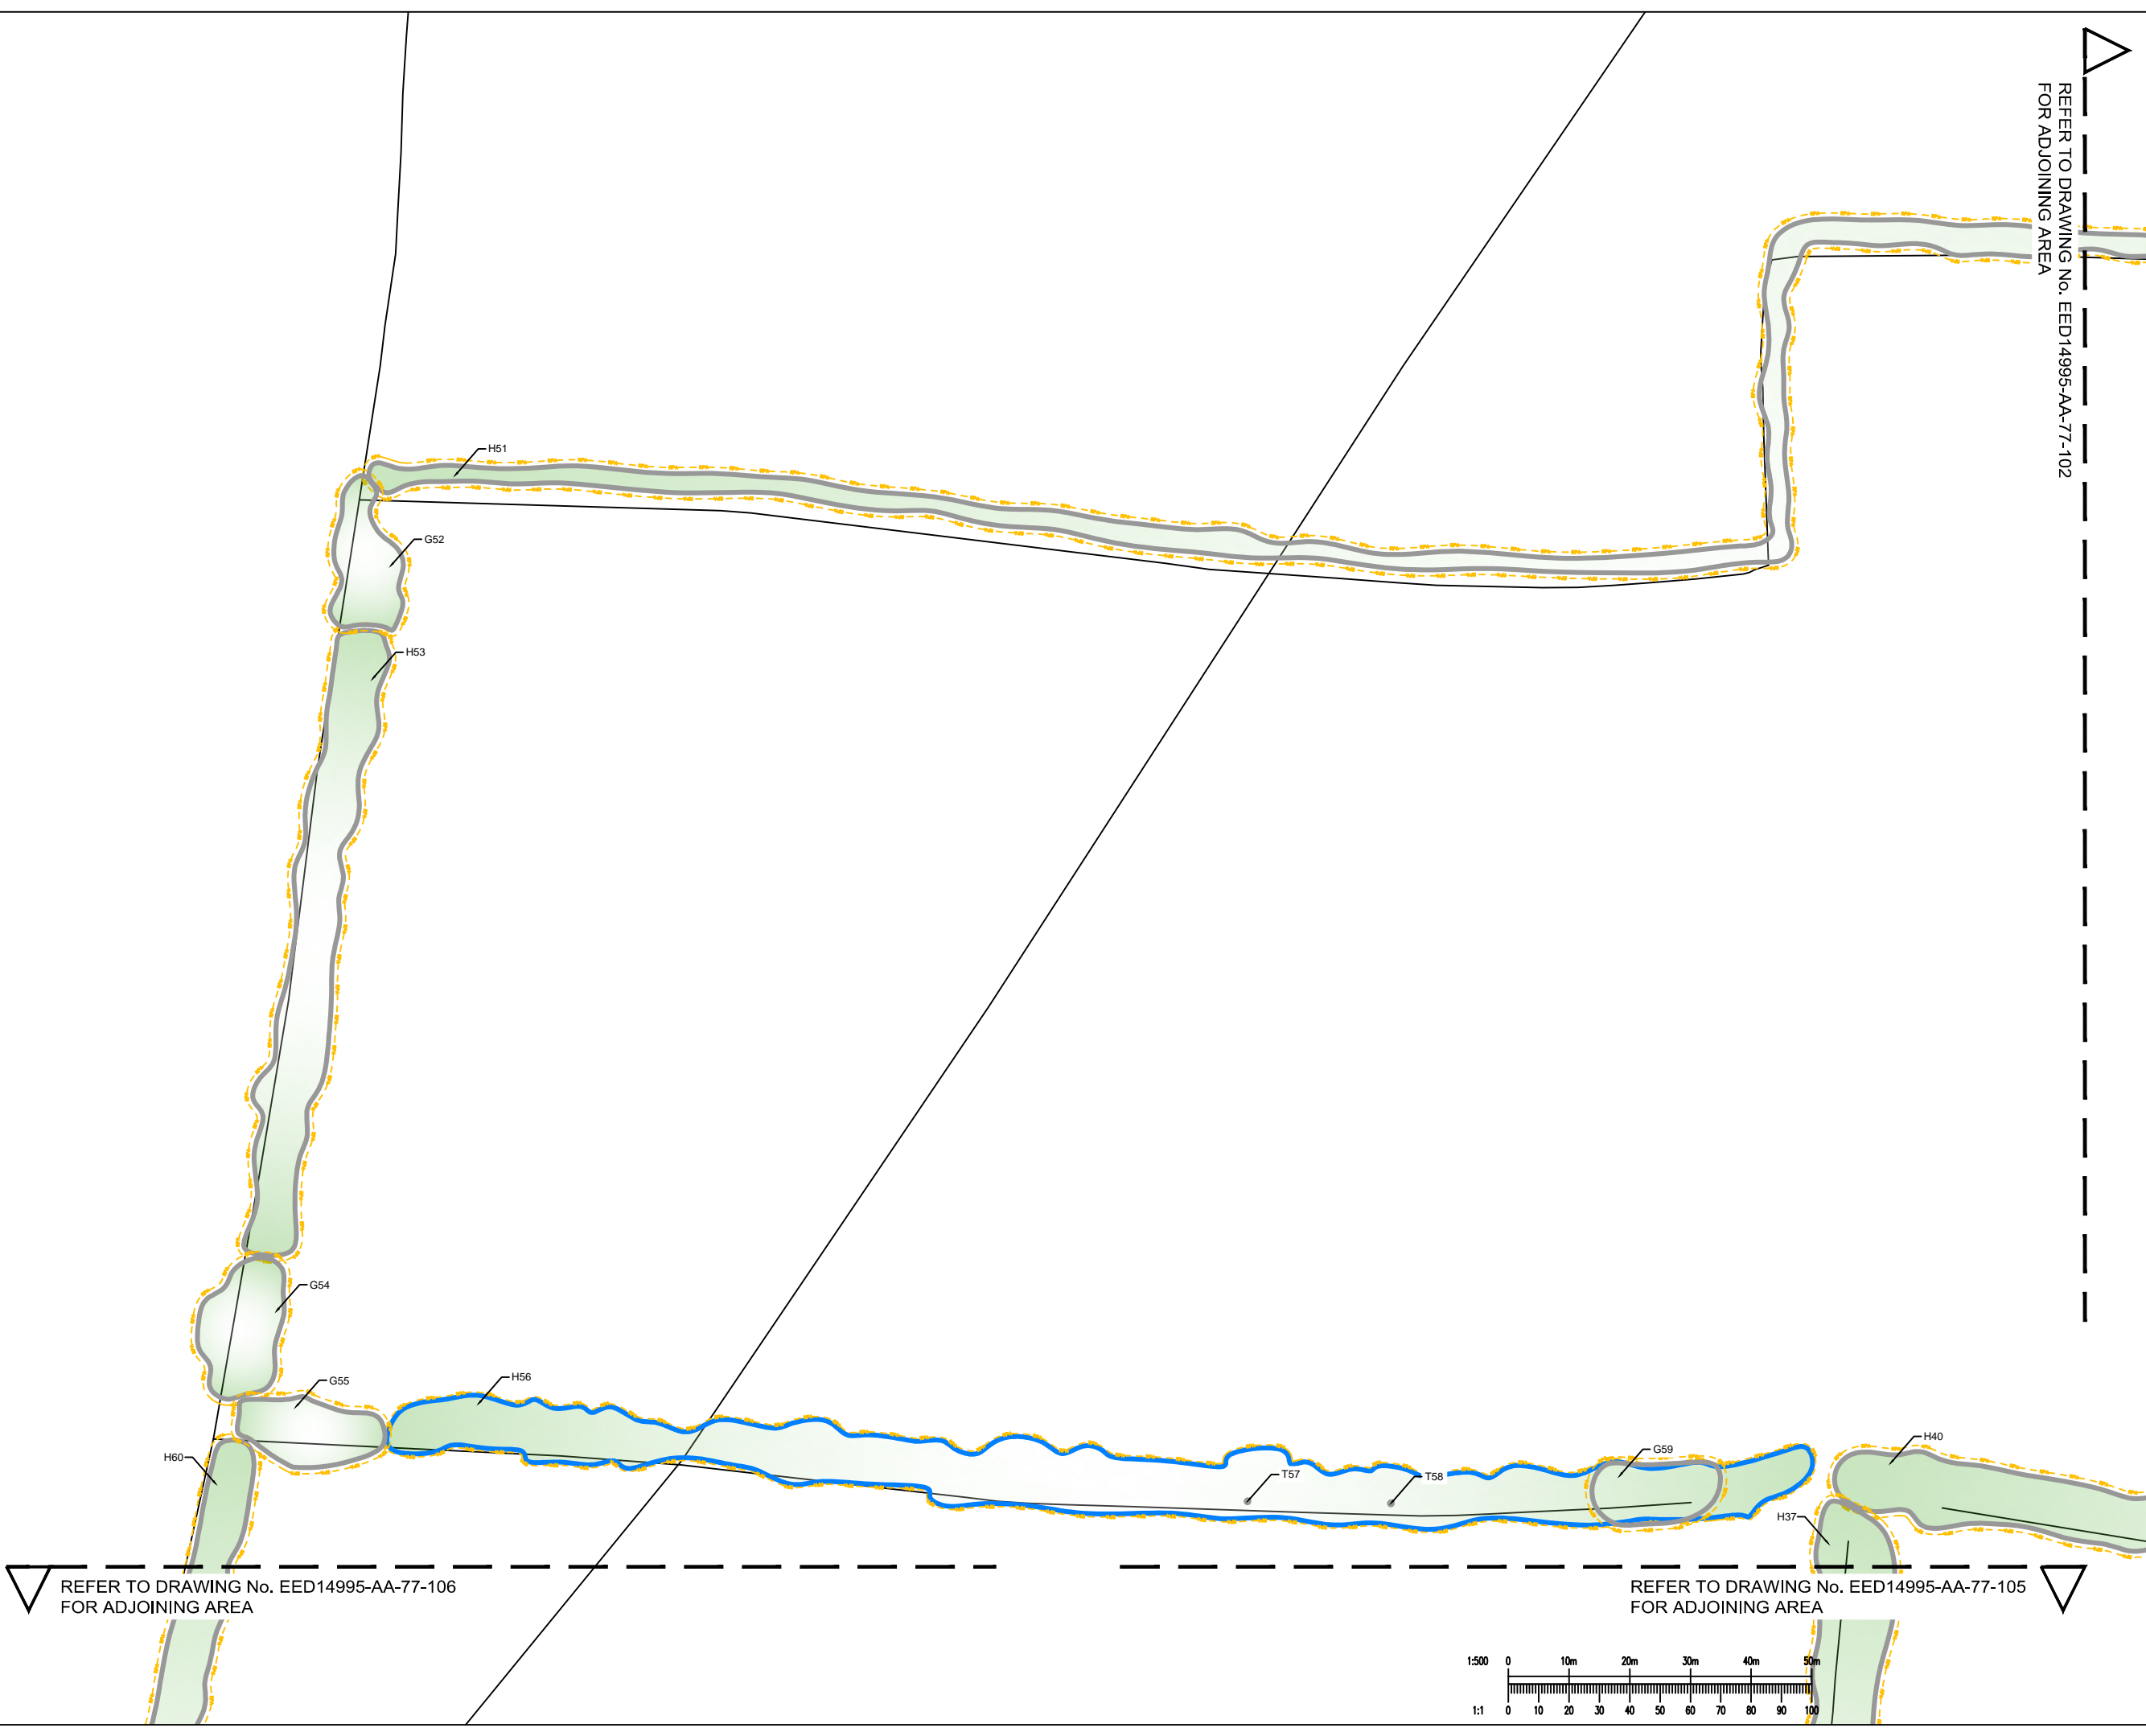 REFER TO DRAWING No. EED14995-AA-77-102
FOR ADJOINING AREA
H51
G52
H53
G54
G55
H56
H60
T57
T58
G59
H40
H37
REFER TO DRAWING No. EED14995-AA-77-106
FOR ADJOINING AREA
REFER TO DRAWING No. EED14995-AA-77-105
FOR ADJOINING AREA
1:500 0 10m 20m 30m 40m 50m
1:1 0 10 20 30 40 50 60 70 80 90 100